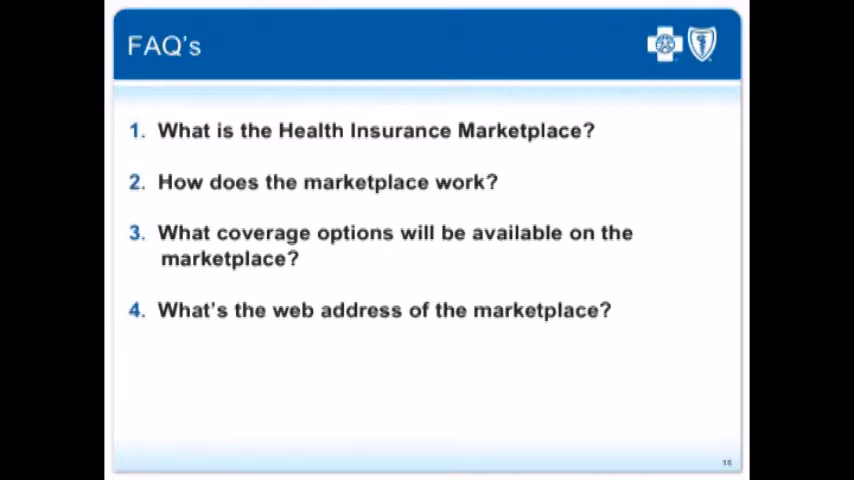 FAQ's
1. What is the Health Insurance Marketplace?
2. How does the marketplace work?
3. What coverage options will be available on the
marketplace?
4. What's the web address of the marketplace?